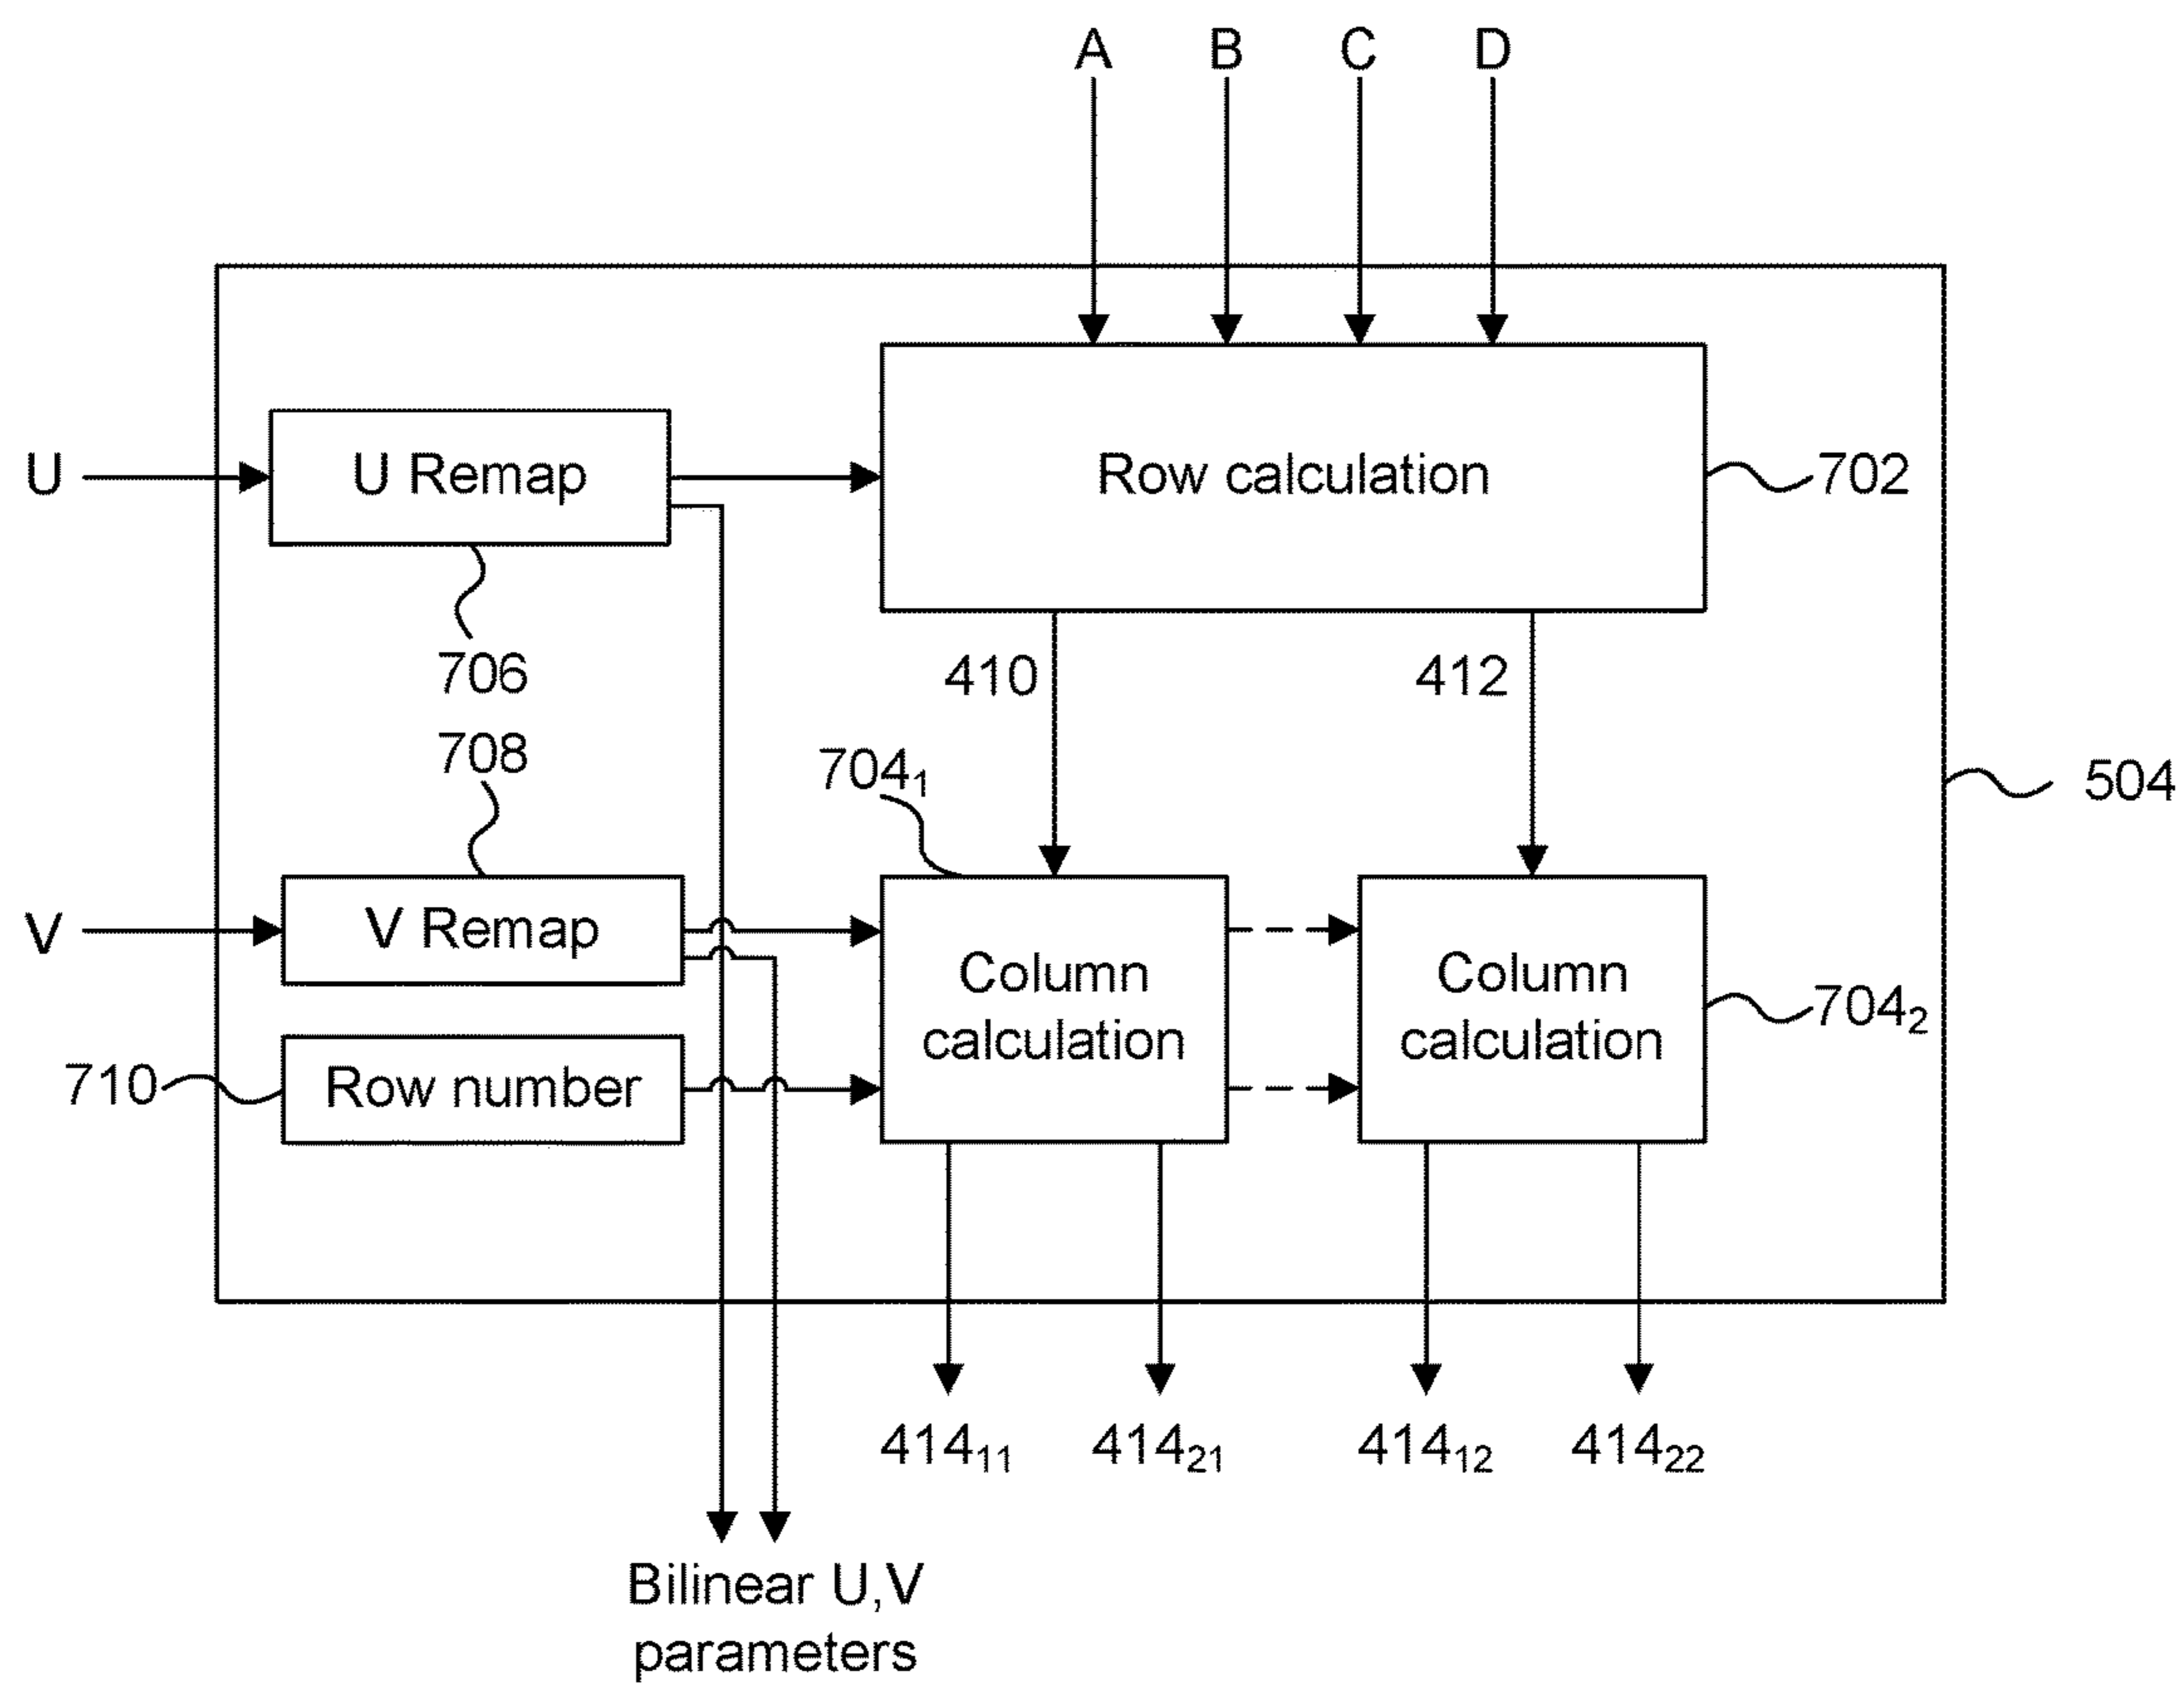 A B C D
U
U Remap
Row calculation
702
706
410
412
708
704₁
504
V
V Remap
Column
calculation
Column
calculation
704₂
710
Row number
414₁₁
414₂₁
414₁₂
414₂₂
Bilinear U,V
parameters